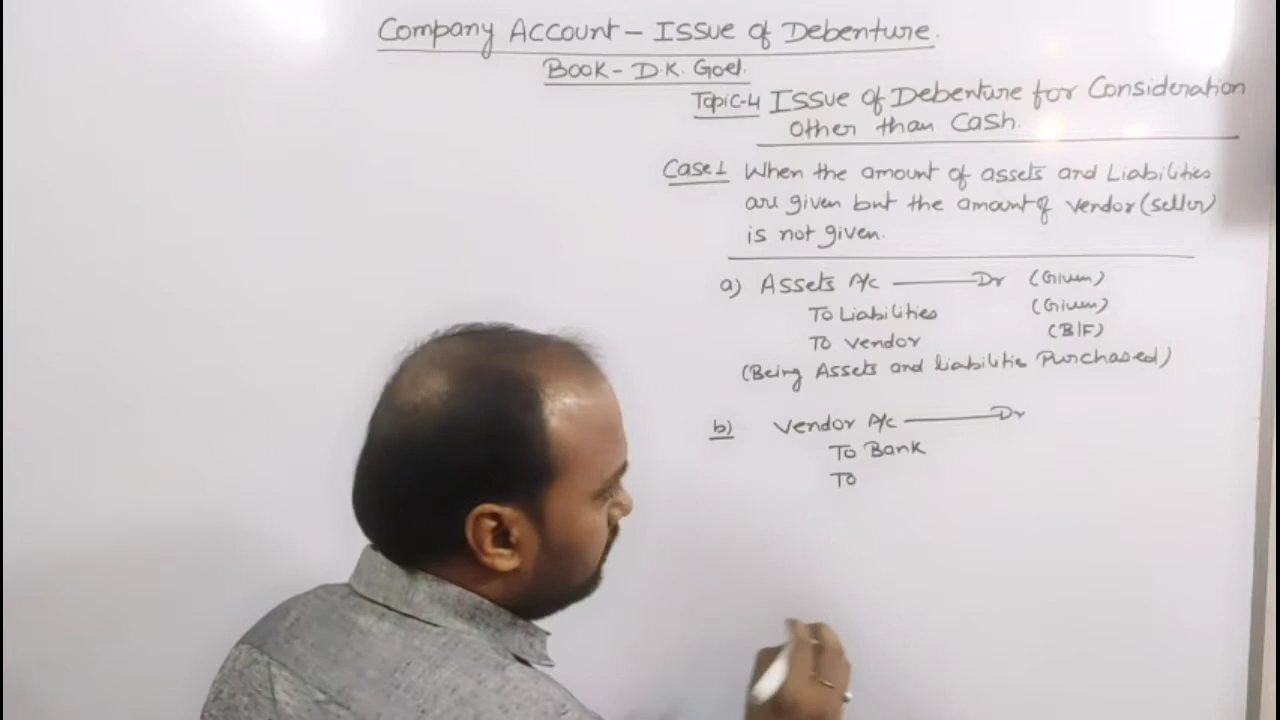 Company Account - Issue of Debenture.
Book - D.K. Goel.
Topic-4 Issue of Debenture for Consideration
Other than Cash.
Case 1 When the amount of assets and Liabilities
are given but the amount of vendor (seller)
is not given.
a) Assets A/c ——— Dr (Given)
To Liabilities (Given)
To Vendor (B/F)
(Being Assets and liabilities Purchased)
b) Vendor A/c ——— Dr
To Bank
To